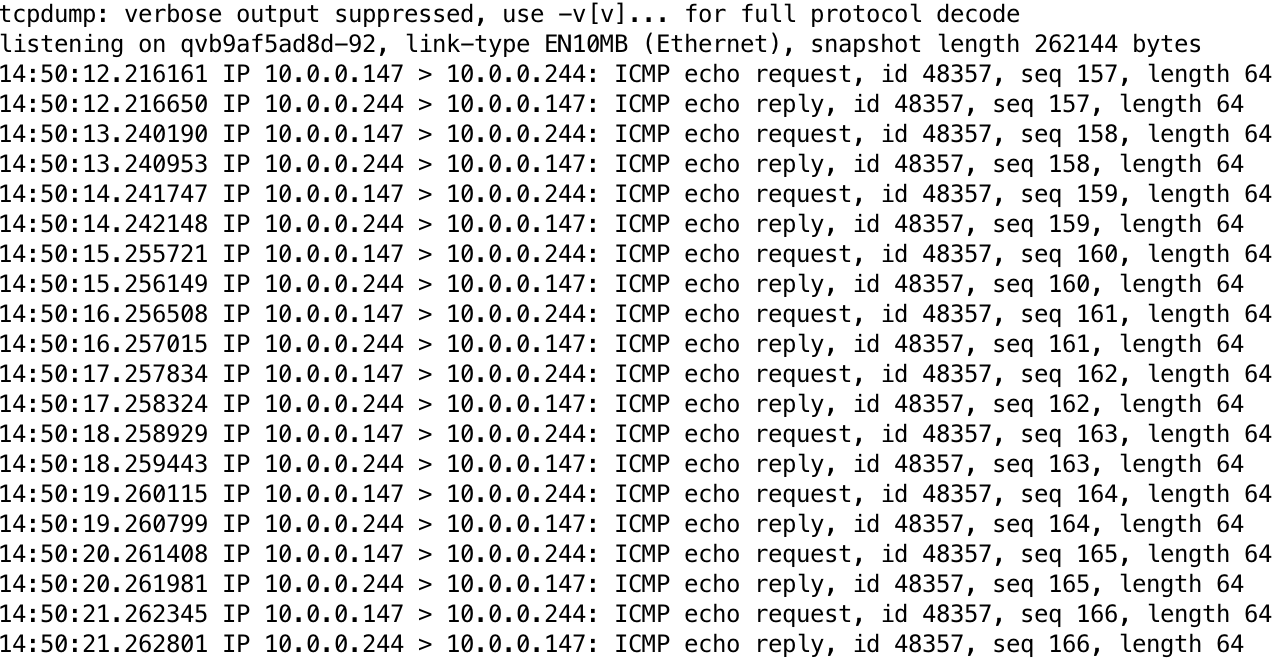 tcpdump: verbose output suppressed, use -v[v]... for full protocol decode
listening on qvb9af5ad8d-92, link-type EN10MB (Ethernet), snapshot length 262144 bytes
14:50:12.216161 IP 10.0.0.147 > 10.0.0.244: ICMP echo request, id 48357, seq 157, length 64
14:50:12.216650 IP 10.0.0.244 > 10.0.0.147: ICMP echo reply, id 48357, seq 157, length 64
14:50:13.240190 IP 10.0.0.147 > 10.0.0.244: ICMP echo request, id 48357, seq 158, length 64
14:50:13.240953 IP 10.0.0.244 > 10.0.0.147: ICMP echo reply, id 48357, seq 158, length 64
14:50:14.241747 IP 10.0.0.147 > 10.0.0.244: ICMP echo request, id 48357, seq 159, length 64
14:50:14.242148 IP 10.0.0.244 > 10.0.0.147: ICMP echo reply, id 48357, seq 159, length 64
14:50:15.255721 IP 10.0.0.147 > 10.0.0.244: ICMP echo request, id 48357, seq 160, length 64
14:50:15.256149 IP 10.0.0.244 > 10.0.0.147: ICMP echo reply, id 48357, seq 160, length 64
14:50:16.256508 IP 10.0.0.147 > 10.0.0.244: ICMP echo request, id 48357, seq 161, length 64
14:50:16.257015 IP 10.0.0.244 > 10.0.0.147: ICMP echo reply, id 48357, seq 161, length 64
14:50:17.257834 IP 10.0.0.147 > 10.0.0.244: ICMP echo request, id 48357, seq 162, length 64
14:50:17.258324 IP 10.0.0.244 > 10.0.0.147: ICMP echo reply, id 48357, seq 162, length 64
14:50:18.258929 IP 10.0.0.147 > 10.0.0.244: ICMP echo request, id 48357, seq 163, length 64
14:50:18.259443 IP 10.0.0.244 > 10.0.0.147: ICMP echo reply, id 48357, seq 163, length 64
14:50:19.260115 IP 10.0.0.147 > 10.0.0.244: ICMP echo request, id 48357, seq 164, length 64
14:50:19.260799 IP 10.0.0.244 > 10.0.0.147: ICMP echo reply, id 48357, seq 164, length 64
14:50:20.261408 IP 10.0.0.147 > 10.0.0.244: ICMP echo request, id 48357, seq 165, length 64
14:50:20.261981 IP 10.0.0.244 > 10.0.0.147: ICMP echo reply, id 48357, seq 165, length 64
14:50:21.262345 IP 10.0.0.147 > 10.0.0.244: ICMP echo request, id 48357, seq 166, length 64
14:50:21.262801 IP 10.0.0.244 > 10.0.0.147: ICMP echo reply, id 48357, seq 166, length 64